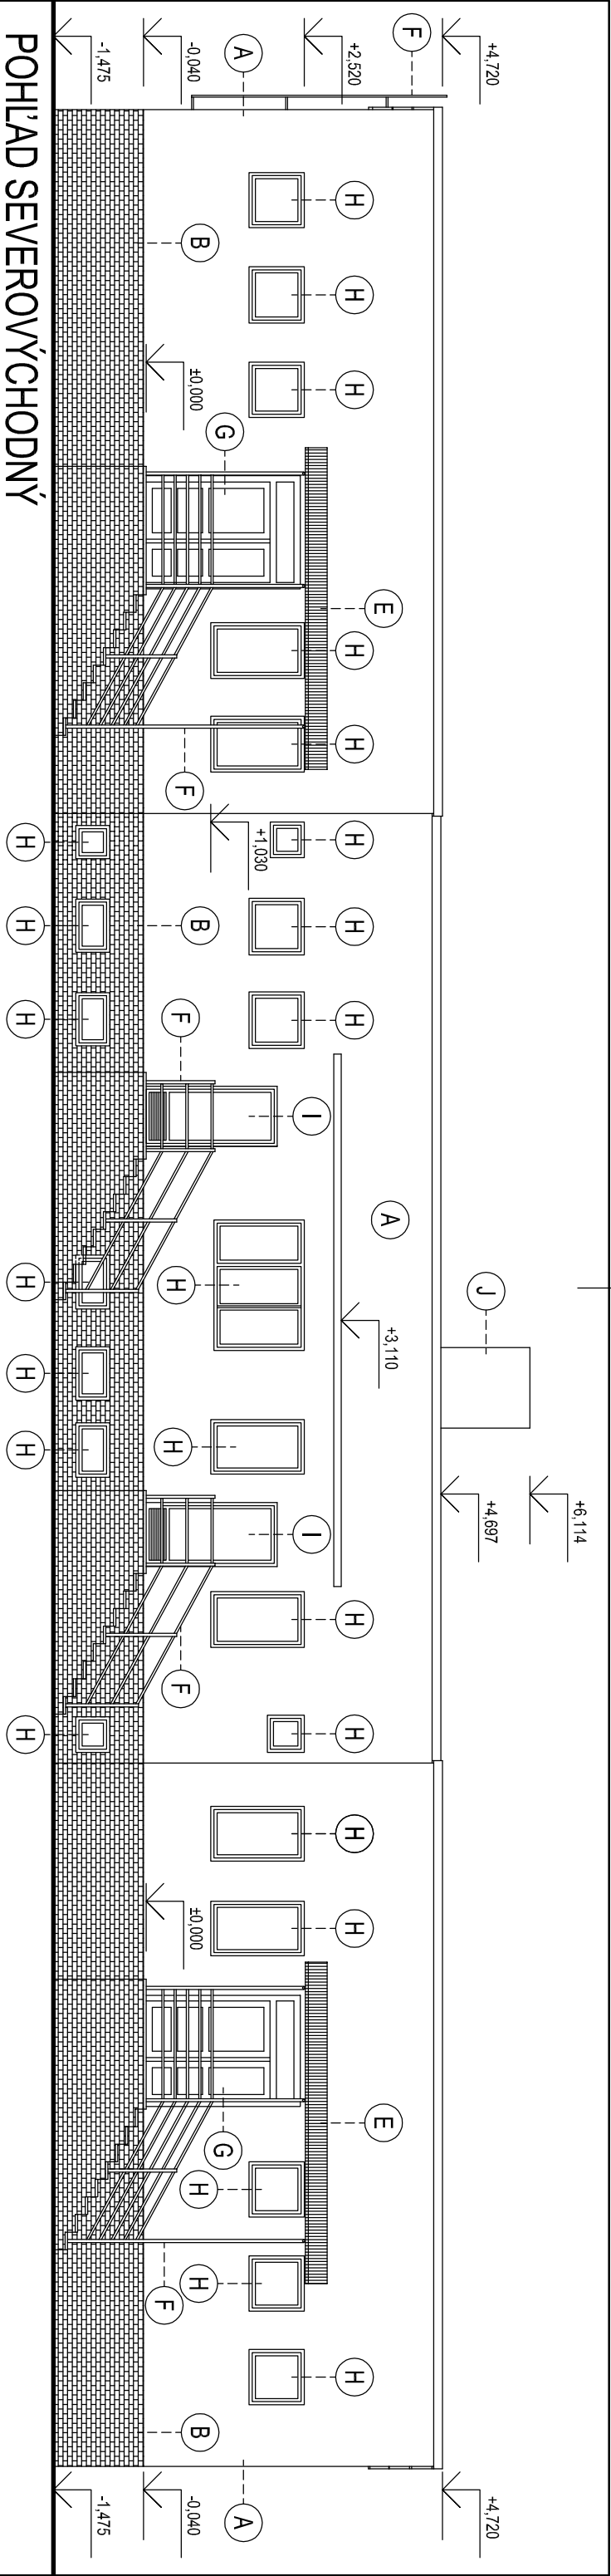 +6,114
+4,720
J
+4,697
+4,720
F
E
A
+3,110
E
+2,520
H
H
H
H
H
H
H
H
H
H
H
H
H
I
I
+1,030
A
A
G
G
-0,040
B
±0,000
B
±0,000
H
H
B
-0,040
F
F
H
H
F
F
-1,475
-1,475
H
H
H
H
H
H
H
POHĽAD SEVEROVÝCHODNÝ